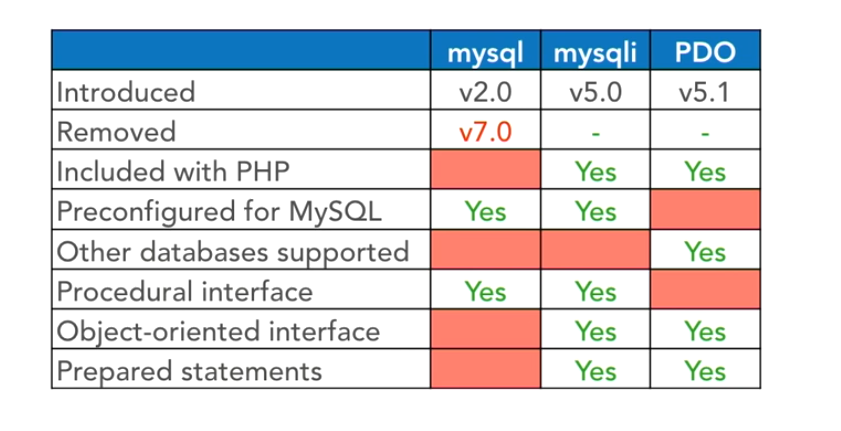 mysql mysqli PDO
Introduced v2.0 v5.0 v5.1
Removed v7.0 - -
Included with PHP Yes Yes
Preconfigured for MySQL Yes Yes
Other databases supported Yes
Procedural interface Yes Yes
Object-oriented interface Yes Yes
Prepared statements Yes Yes